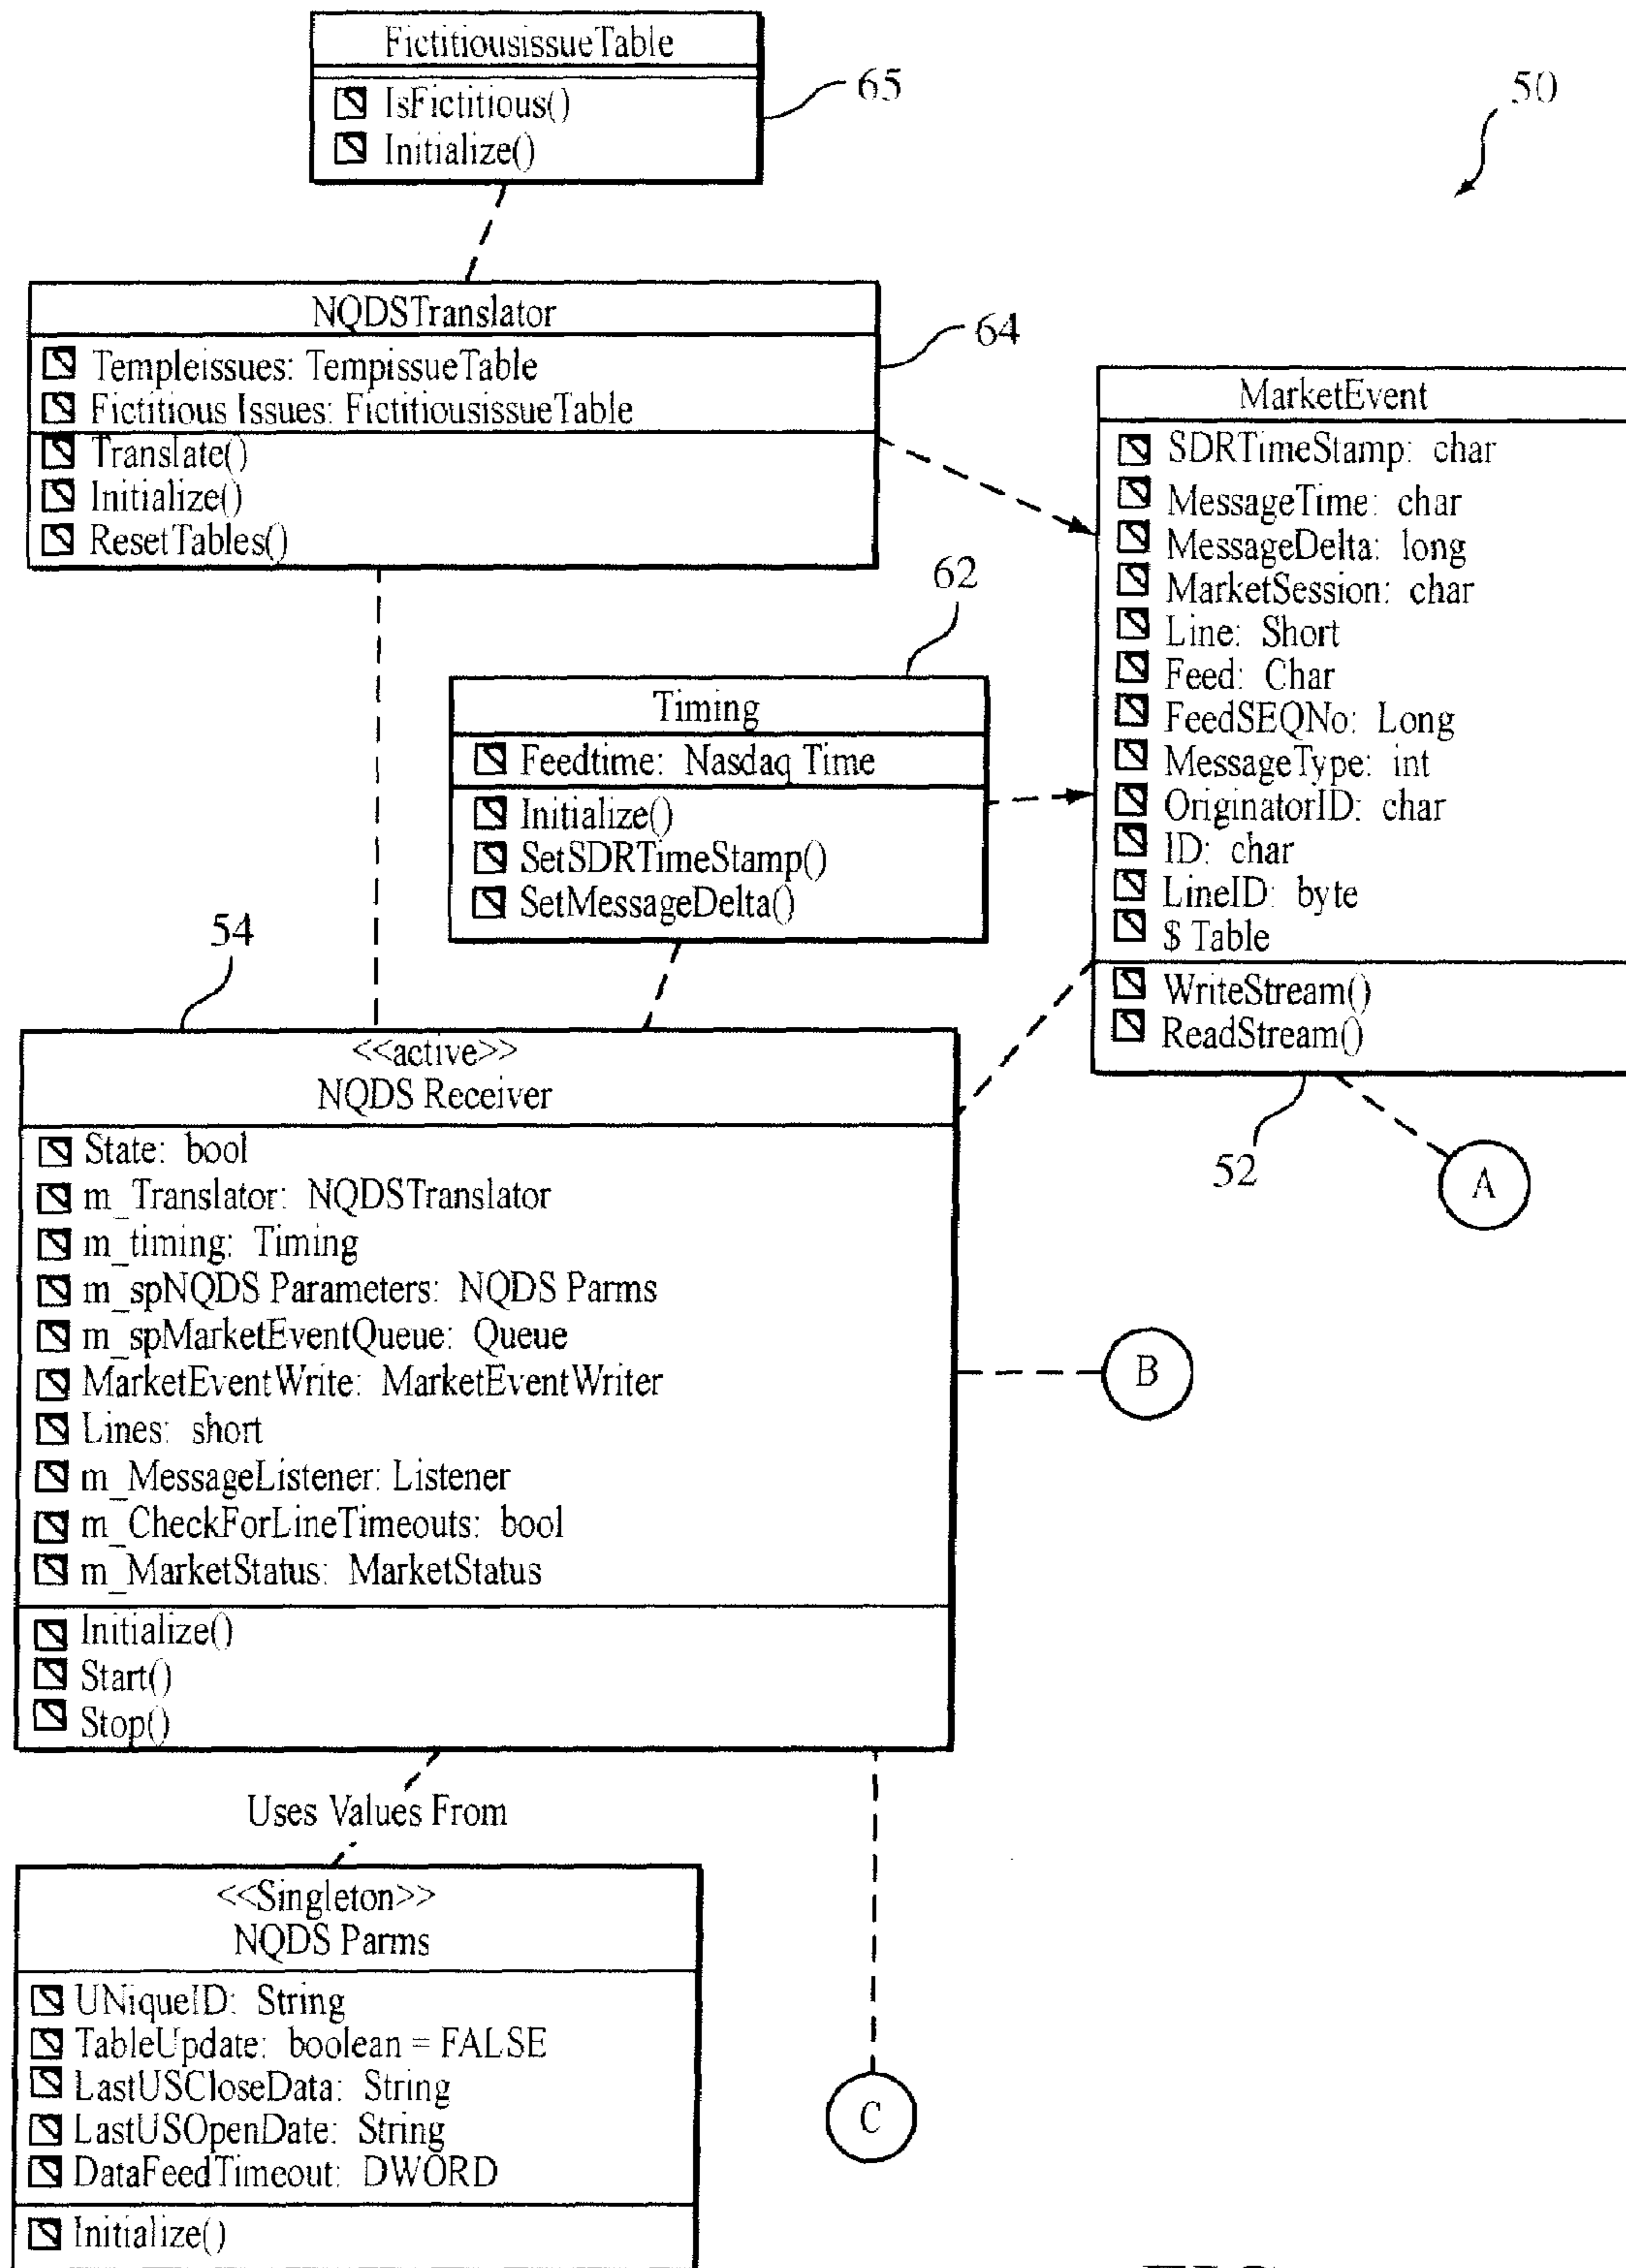 FictitiousissueTable
IsFictitious()
Initialize()
65
50
NQDSTranslator
Templeissues: TempissueTable
Fictitious Issues: FictitiousissueTable
Translate()
Initialize()
ResetTables()
64
MarketEvent
SDRTimeStamp: char
MessageTime: char
MessageDelta: long
MarketSession: char
Line: Short
Feed: Char
FeedSEQNo: Long
MessageType: int
OriginatorID: char
ID: char
LineID: byte
$ Table
WriteStream()
ReadStream()
52
A
62
Timing
Feedtime: Nasdaq Time
Initialize()
SetSDRTimeStamp()
SetMessageDelta()
54
<<active>>
NQDS Receiver
State: bool
m_Translator: NQDSTranslator
m_timing: Timing
m_spNQDS Parameters: NQDS Parms
m_spMarketEventQueue: Queue
MarketEventWrite: MarketEventWriter
Lines: short
m_MessageListener: Listener
m_CheckForLineTimeouts: bool
m_MarketStatus: MarketStatus
Initialize()
Start()
Stop()
B
Uses Values From
<<Singleton>>
NQDS Parms
UNiqueID: String
TableUpdate: boolean = FALSE
LastUSCloseData: String
LastUSOpenDate: String
DataFeedTimeout: DWORD
Initialize()
C